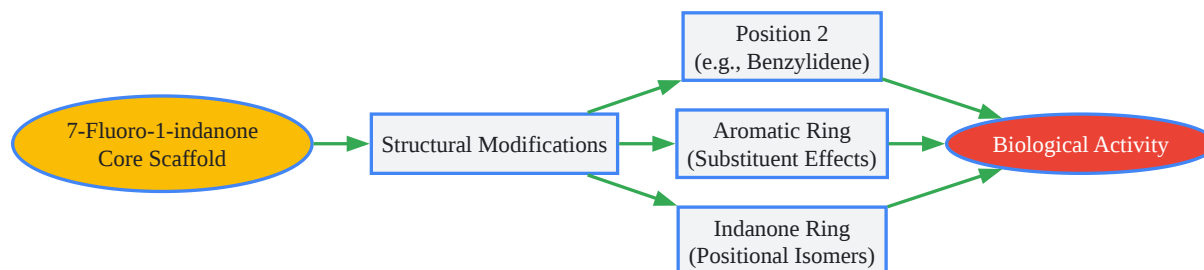 7-Fluoro-1-indanone
Core Scaffold
Structural Modifications
Position 2
(e.g., Benzylidene)
Aromatic Ring
(Substituent Effects)
Indanone Ring
(Positional Isomers)
Biological Activity